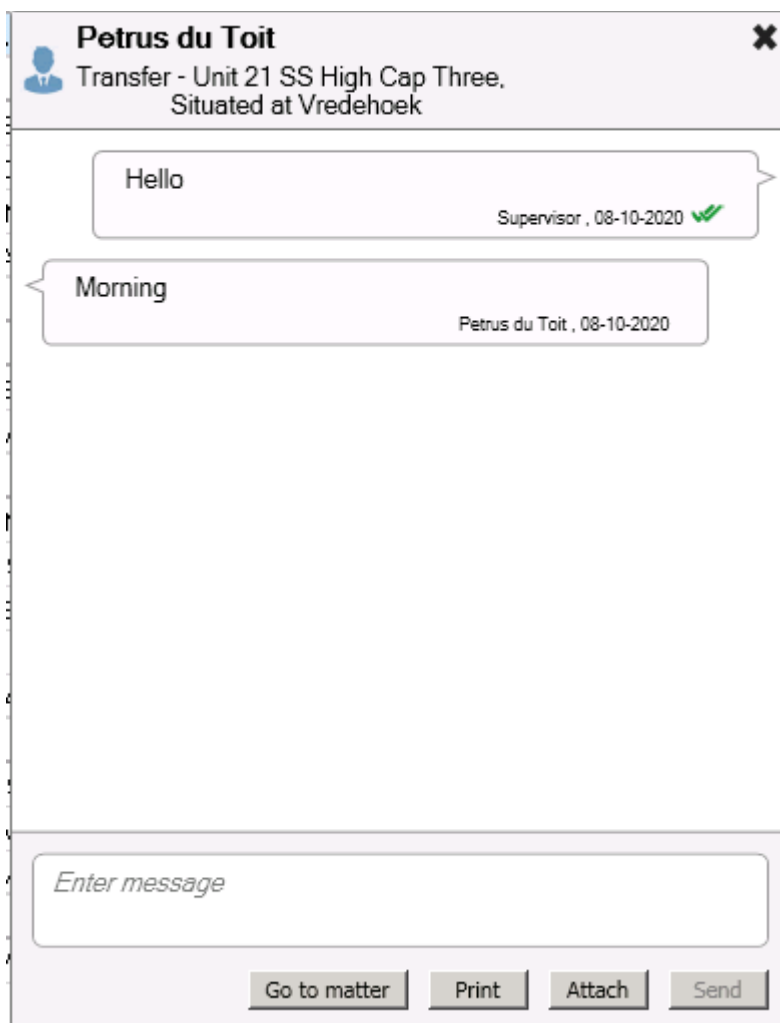 Petrus du Toit
Transfer - Unit 21 SS High Cap Three,
Situated at Vredehoek
Hello
Supervisor , 08-10-2020
Morning
Petrus du Toit , 08-10-2020
Enter message
Go to matter Print Attach Send